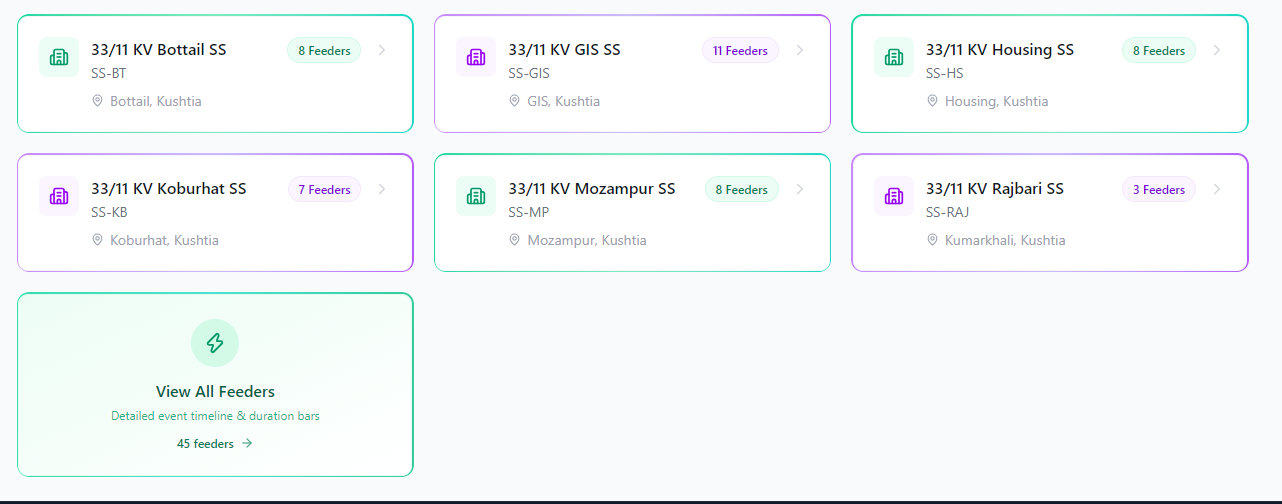 33/11 KV Bottail SS
8 Feeders
SS-BT
Bottail, Kushtia
33/11 KV GIS SS
11 Feeders
SS-GIS
GIS, Kushtia
33/11 KV Housing SS
8 Feeders
SS-HS
Housing, Kushtia
33/11 KV Koburhat SS
7 Feeders
SS-KB
Koburhat, Kushtia
33/11 KV Mozampur SS
8 Feeders
SS-MP
Mozampur, Kushtia
33/11 KV Rajbari SS
3 Feeders
SS-RAJ
Kumarkhali, Kushtia
View All Feeders
Detailed event timeline & duration bars
45 feeders →